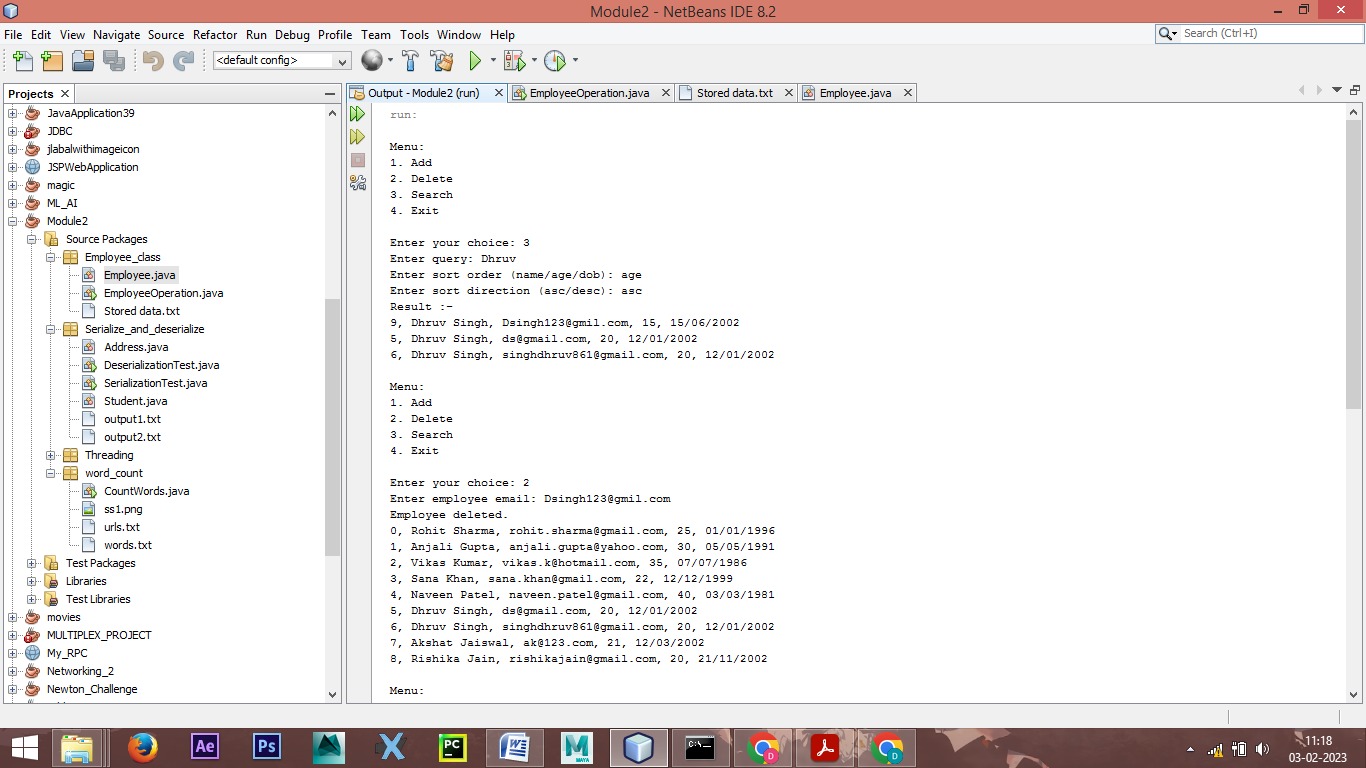 Module2 - NetBeans IDE 8.2
File Edit View Navigate Source Refactor Run Debug Profile Team Tools Window Help
Search (Ctrl+I)
<default config>
Projects
JavaApplication39
JDBC
jlabalwithimageicon
JSPWebApplication
magic
ML_AI
Module2
Source Packages
Employee_class
Employee.java
EmployeeOperation.java
Stored data.txt
Serialize_and_deserialize
Address.java
DeserializationTest.java
SerializationTest.java
Student.java
output1.txt
output2.txt
Threading
word_count
CountWords.java
ss1.png
urls.txt
words.txt
Test Packages
Libraries
Test Libraries
movies
MULTIPLEX_PROJECT
My_RPC
Networking_2
Newton_Challenge
Output - Module2 (run) EmployeeOperation.java Stored data.txt Employee.java
run:
Menu:
1. Add
2. Delete
3. Search
4. Exit
Enter your choice: 3
Enter query: Dhruv
Enter sort order (name/age/dob): age
Enter sort direction (asc/desc): asc
Result :-
9, Dhruv Singh, Dsingh123@gmil.com, 15, 15/06/2002
5, Dhruv Singh, ds@gmail.com, 20, 12/01/2002
6, Dhruv Singh, singhdhruv861@gmail.com, 20, 12/01/2002
Menu:
1. Add
2. Delete
3. Search
4. Exit
Enter your choice: 2
Enter employee email: Dsingh123@gmil.com
Employee deleted.
0, Rohit Sharma, rohit.sharma@gmail.com, 25, 01/01/1996
1, Anjali Gupta, anjali.gupta@yahoo.com, 30, 05/05/1991
2, Vikas Kumar, vikas.k@hotmail.com, 35, 07/07/1986
3, Sana Khan, sana.khan@gmail.com, 22, 12/12/1999
4, Naveen Patel, naveen.patel@gmail.com, 40, 03/03/1981
5, Dhruv Singh, ds@gmail.com, 20, 12/01/2002
6, Dhruv Singh, singhdhruv861@gmail.com, 20, 12/01/2002
7, Akshat Jaiswal, ak@123.com, 21, 12/03/2002
8, Rishika Jain, rishikajain@gmail.com, 20, 21/11/2002
Menu:
Ae Ps PC W M MAYA C:\. D D
11:18
03-02-2023